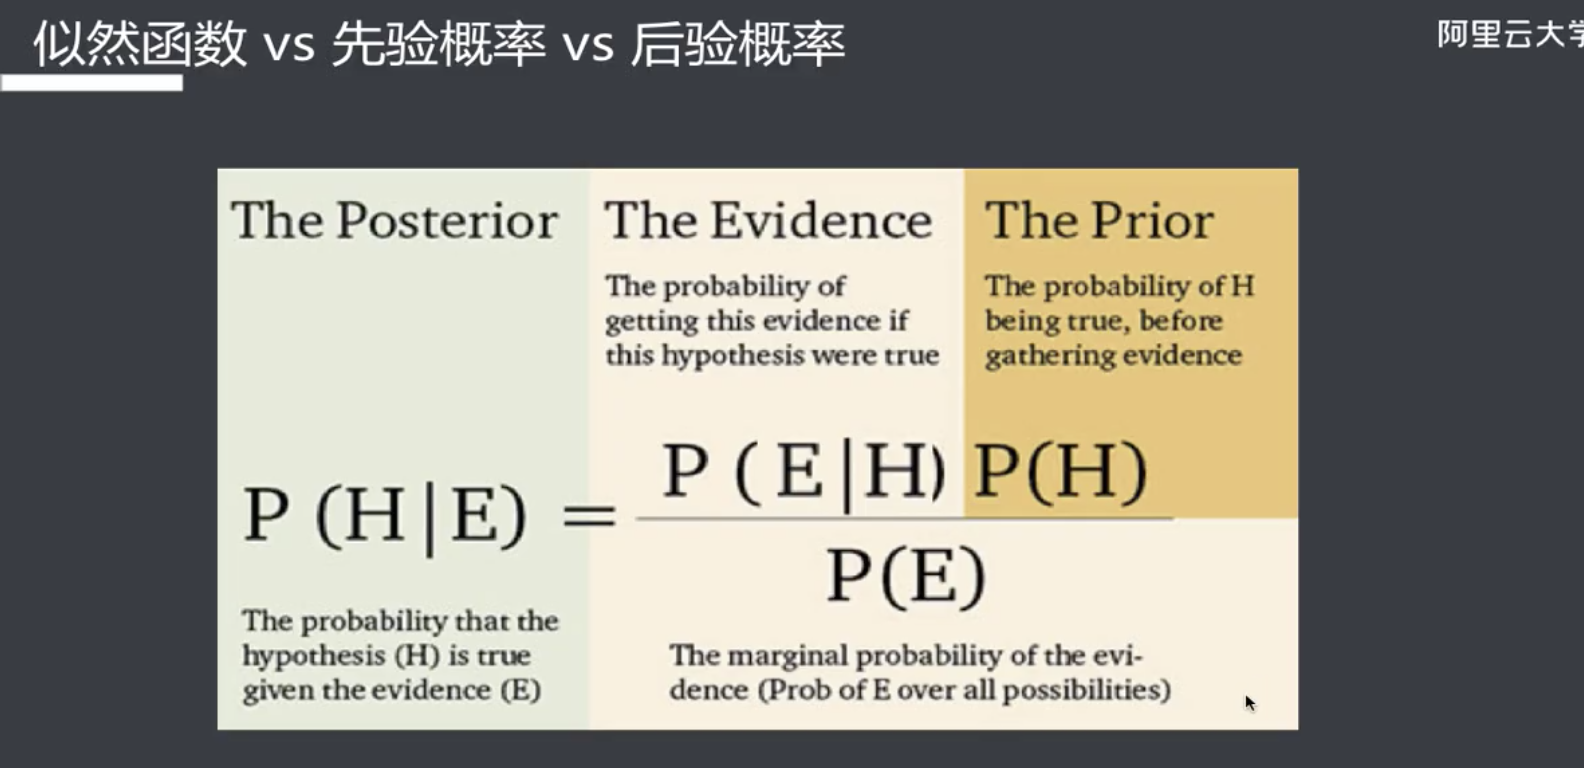 似然函数 vs 先验概率 vs 后验概率
阿里云大学
The Posterior
The Evidence
The probability of
getting this evidence if
this hypothesis were true
The Prior
The probability of H
being true, before
gathering evidence
P (H|E) =
P (E|H) P(H)
P(E)
The probability that the
hypothesis (H) is true
given the evidence (E)
The marginal probability of the evi-
dence (Prob of E over all possibilities)